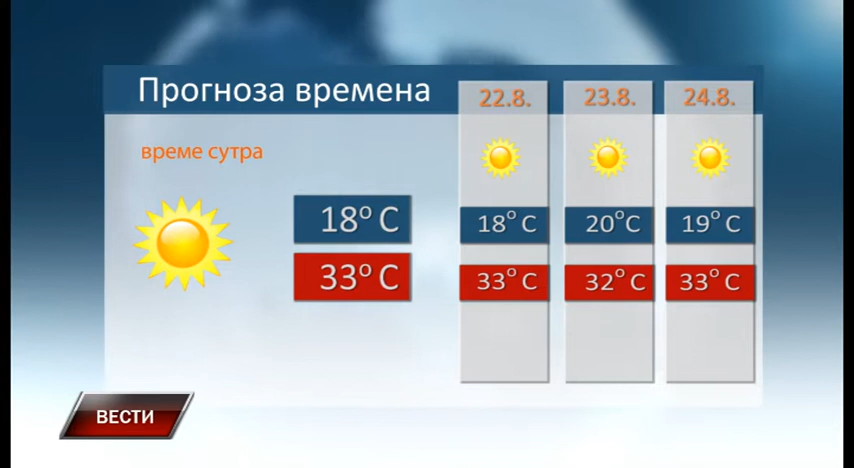 Прогноза времена
време сутра
18° C
33° C
22.8.
18° C
33° C
23.8.
20°C
32° C
24.8.
19° C
33° C
ВЕСТИ